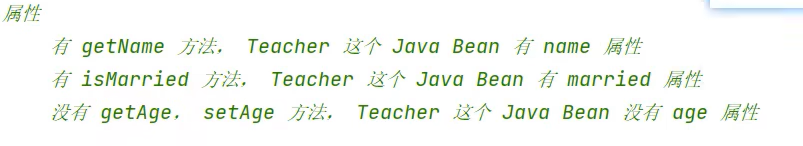 属性
有 getName 方法， Teacher 这个 Java Bean 有 name 属性
有 isMarried 方法， Teacher 这个 Java Bean 有 married 属性
没有 getAge， setAge 方法， Teacher 这个 Java Bean 没有 age 属性